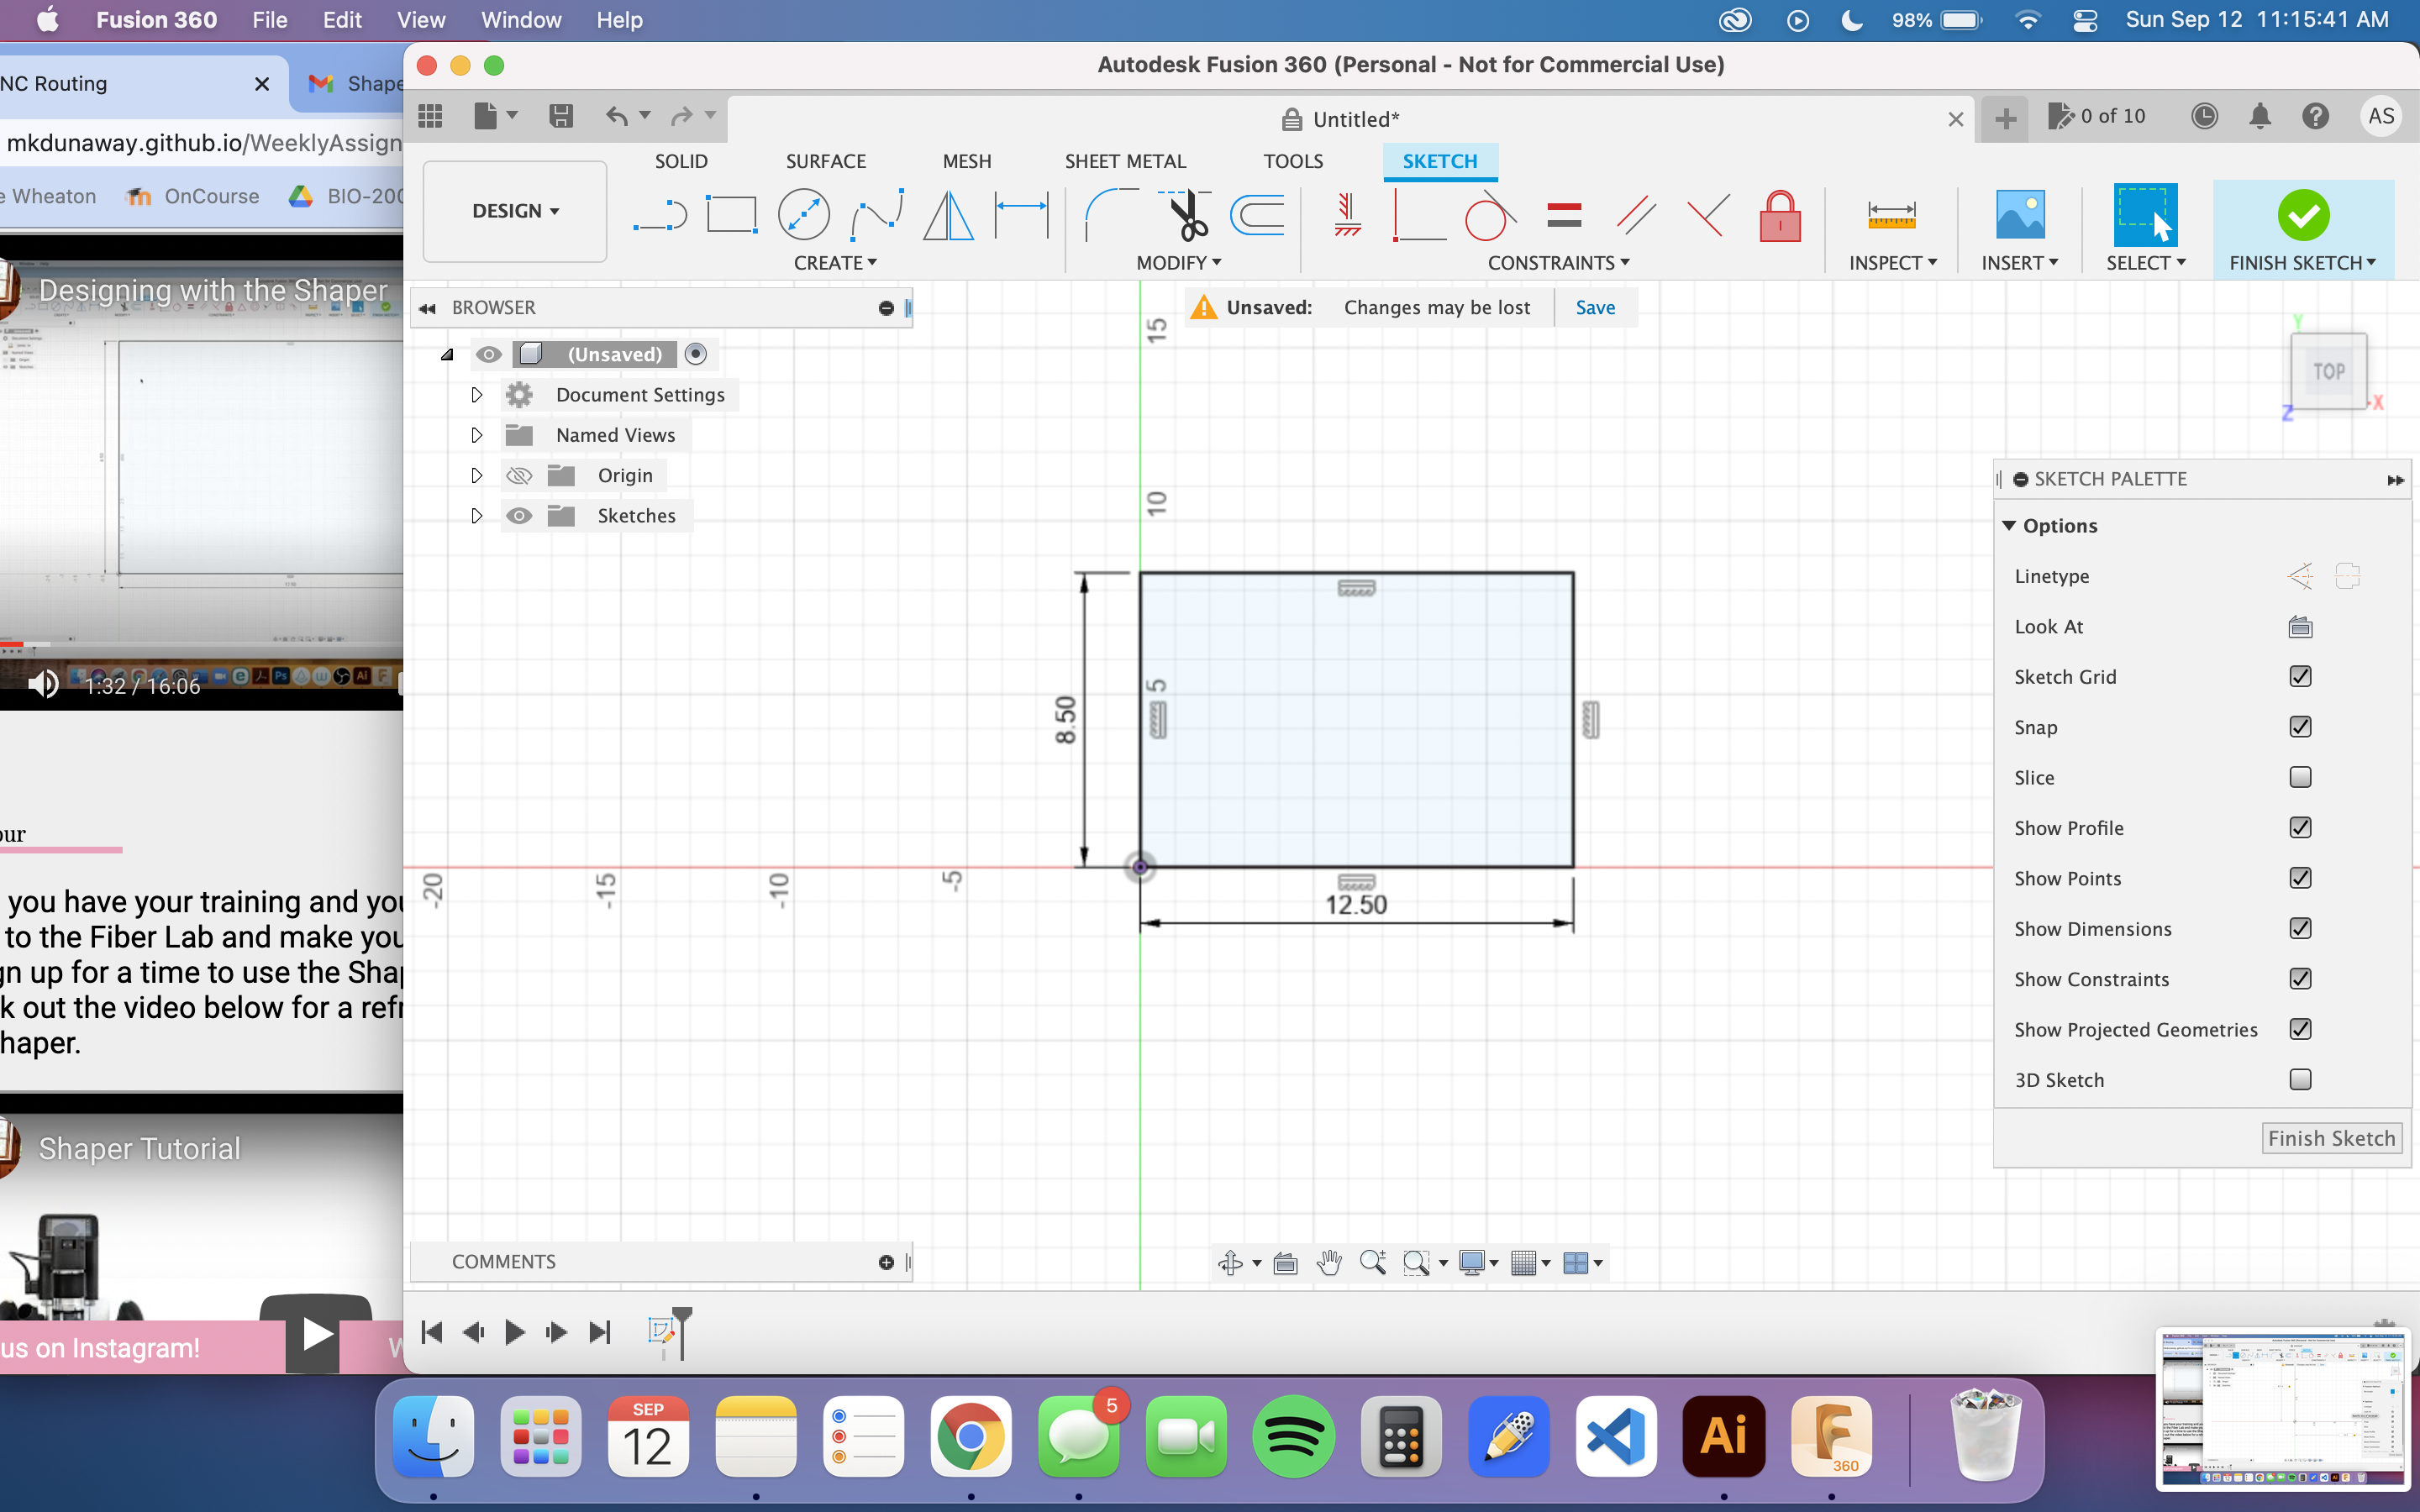 Fusion 360 File Edit View Window Help 98% Sun Sep 12 11:15:41 AM
NC Routing
Shape
Autodesk Fusion 360 (Personal - Not for Commercial Use)
Untitled*
0 of 10
AS
mkdunaway.github.io/WeeklyAssign
e Wheaton OnCourse BIO-200
SOLID SURFACE MESH SHEET METAL TOOLS SKETCH
DESIGN
CREATE MODIFY CONSTRAINTS INSPECT INSERT SELECT FINISH SKETCH
Designing with the Shaper
1:32 / 16:06
BROWSER
Unsaved: Changes may be lost Save
(Unsaved)
Document Settings
Named Views
Origin
Sketches
TOP
Y
X
Z
15
10
5
-20
-15
-10
-5
8.50
12.50
SKETCH PALETTE
Options
Linetype
Look At
Sketch Grid
Snap
Slice
Show Profile
Show Points
Show Dimensions
Show Constraints
Show Projected Geometries
3D Sketch
Finish Sketch
our
you have your training and you
to the Fiber Lab and make you
gn up for a time to use the Shap
k out the video below for a refr
haper.
Shaper Tutorial
us on Instagram!
W
COMMENTS
SEP
12
5
Ai
F
360